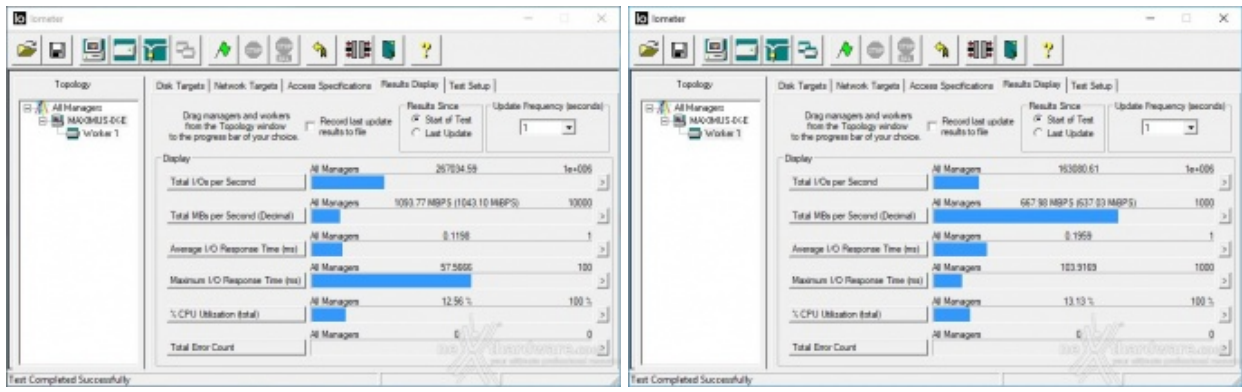 Iometer
Topology
All Managers
MAXIMUS-IX-E
Worker 1
Disk Targets
Network Targets
Access Specifications
Results Display
Test Setup
Drag managers and workers
from the Topology window
to the progress bar of your choice.
Record last update
results to file
Results Since
Start of Test
Last Update
Update Frequency (seconds)
1
Display
All Managers 267034.59 1e+006
Total I/Os per Second
All Managers 1093.77 MBPS (1043.10 MiBPS) 10000
Total MBs per Second (Decimal)
All Managers 0.1198 1
Average I/O Response Time (ms)
All Managers 57.5666 100
Maximum I/O Response Time (ms)
All Managers 12.56 % 100 %
% CPU Utilization (total)
All Managers 0 0
Total Error Count
Test Completed Successfully
Iometer
Topology
All Managers
MAXIMUS-IX-E
Worker 1
Disk Targets
Network Targets
Access Specifications
Results Display
Test Setup
Drag managers and workers
from the Topology window
to the progress bar of your choice.
Record last update
results to file
Results Since
Start of Test
Last Update
Update Frequency (seconds)
1
Display
All Managers 163080.61 1e+006
Total I/Os per Second
All Managers 667.98 MBPS (637.03 MiBPS) 1000
Total MBs per Second (Decimal)
All Managers 0.1959 1
Average I/O Response Time (ms)
All Managers 103.9169 1000
Maximum I/O Response Time (ms)
All Managers 13.13 % 100 %
% CPU Utilization (total)
All Managers 0 0
Total Error Count
Test Completed Successfully